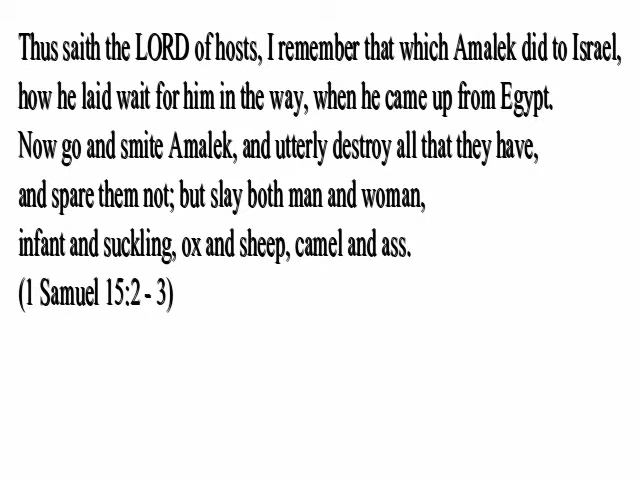 Thus saith the LORD of hosts, I remember that which Amalek did to Israel,
how he laid wait for him in the way, when he came up from Egypt.
Now go and smite Amalek, and utterly destroy all that they have,
and spare them not; but slay both man and woman,
infant and suckling, ox and sheep, camel and ass.
(1 Samuel 15:2 - 3)